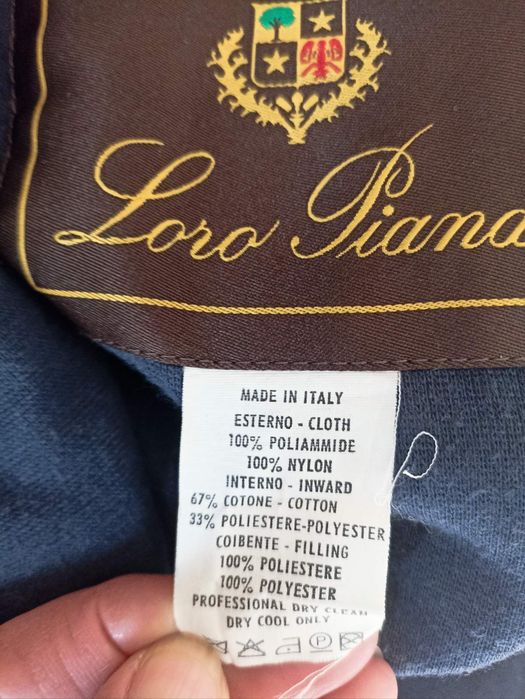 Loro Piana
MADE IN ITALY
ESTERNO - CLOTH
100% POLIAMMIDE
100% NYLON
INTERNO - INWARD
67% COTONE - COTTON
33% POLIESTERE-POLYESTER
COIBENTE - FILLING
100% POLIESTERE
100% POLYESTER
PROFESSIONAL DRY CLEAN
DRY COOL ONLY
P